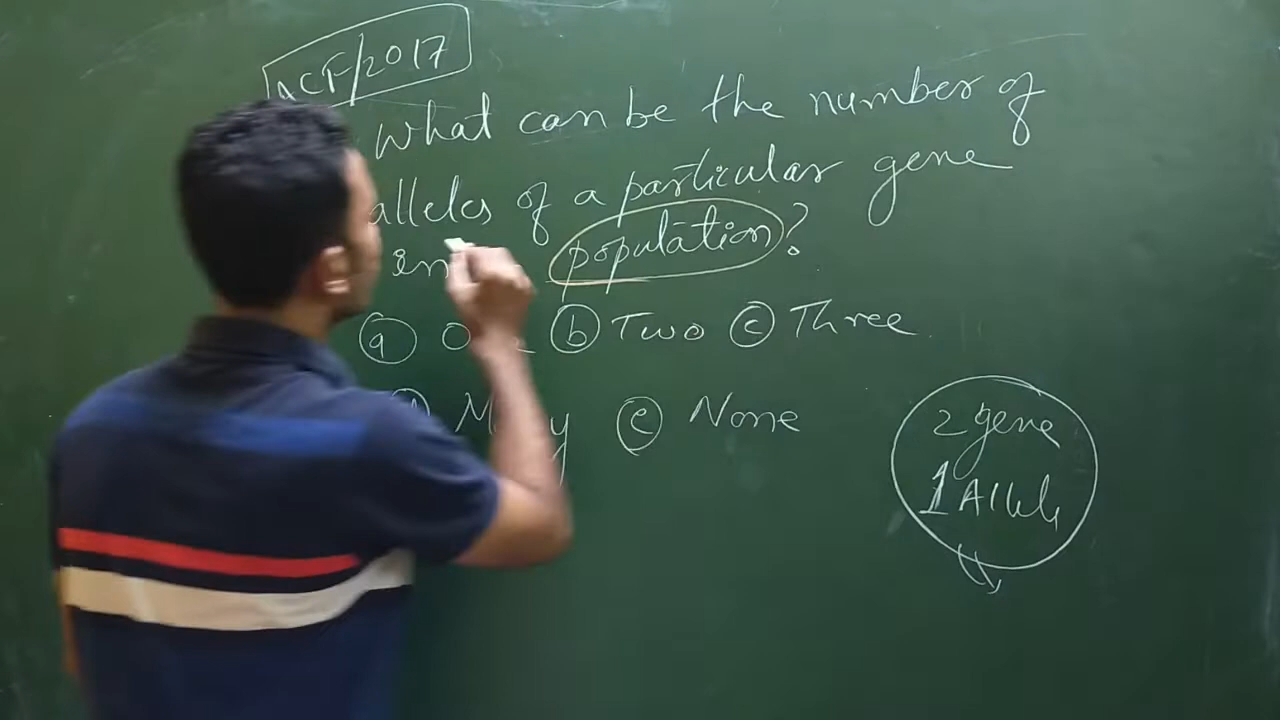 ACF/2017
What can be the number of
alleles of a particular gene
in population?
(a) (b) Two (c) Three
(e) None
2 gene
1 Allele